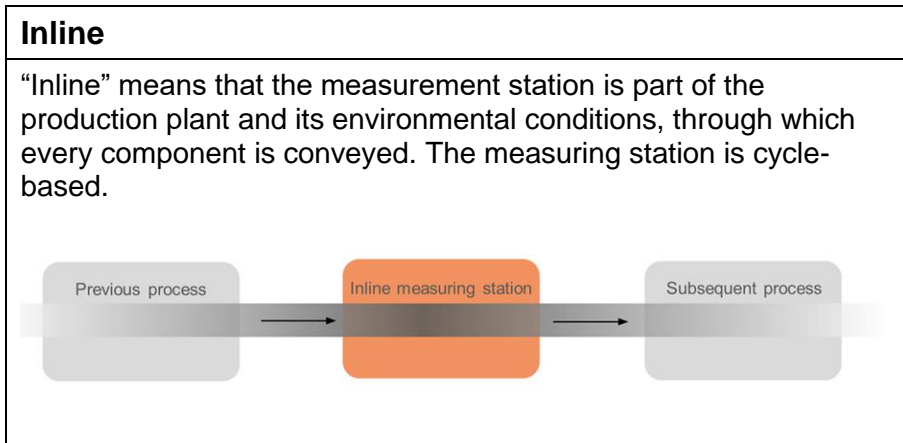 Inline
“Inline” means that the measurement station is part of the
production plant and its environmental conditions, through which
every component is conveyed. The measuring station is cycle-
based.
Previous process
Inline measuring station
Subsequent process